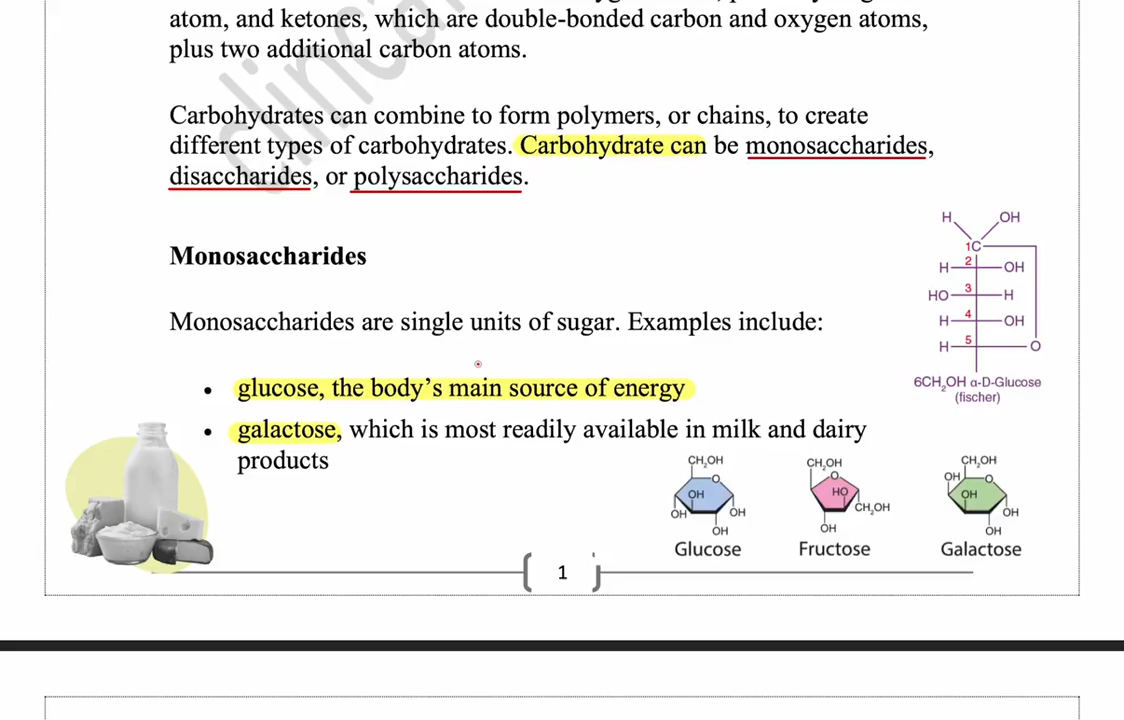 atom, and ketones, which are double-bonded carbon and oxygen atoms,
plus two additional carbon atoms.
Carbohydrates can combine to form polymers, or chains, to create
different types of carbohydrates. Carbohydrate can be monosaccharides,
disaccharides, or polysaccharides.
Monosaccharides
Monosaccharides are single units of sugar. Examples include:
• glucose, the body’s main source of energy
• galactose, which is most readily available in milk and dairy
products
H OH
1C
H 2 OH
HO 3 H
H 4 OH
H 5 O
6CH₂OH α-D-Glucose
(fischer)
CH₂OH
O
OH
OH OH
OH
Glucose
CH₂OH
O
HO
CH₂OH
OH
Fructose
CH₂OH
OH O
OH
OH
OH
Galactose
1